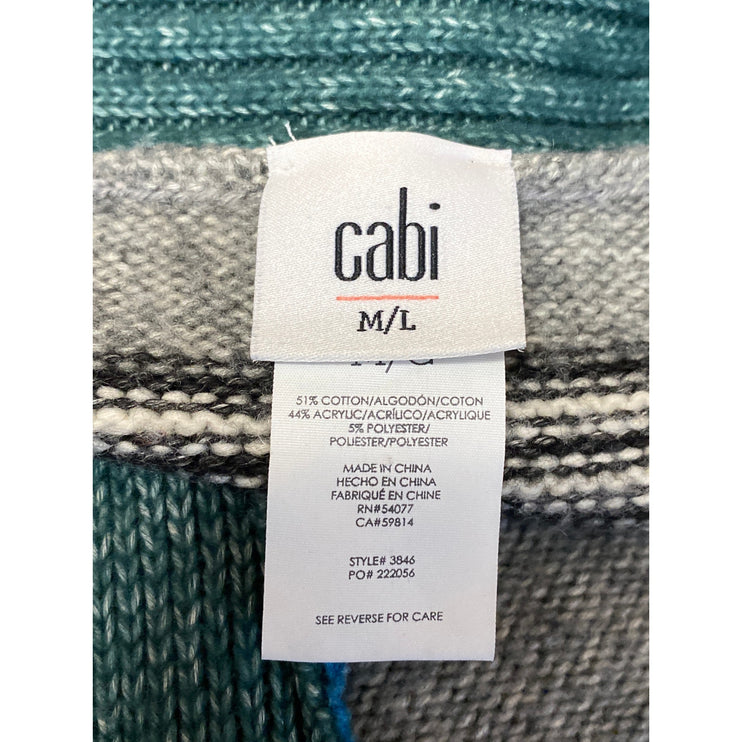 cabi
M/L
51% COTTON/ALGODÓN/COTON
44% ACRYLIC/ACRÍLICO/ACRYLIQUE
5% POLYESTER/
POLIESTER/POLYESTER
MADE IN CHINA
HECHO EN CHINA
FABRIQUÉ EN CHINE
RN#54077
CA#59814
STYLE# 3846
PO# 222056
SEE REVERSE FOR CARE